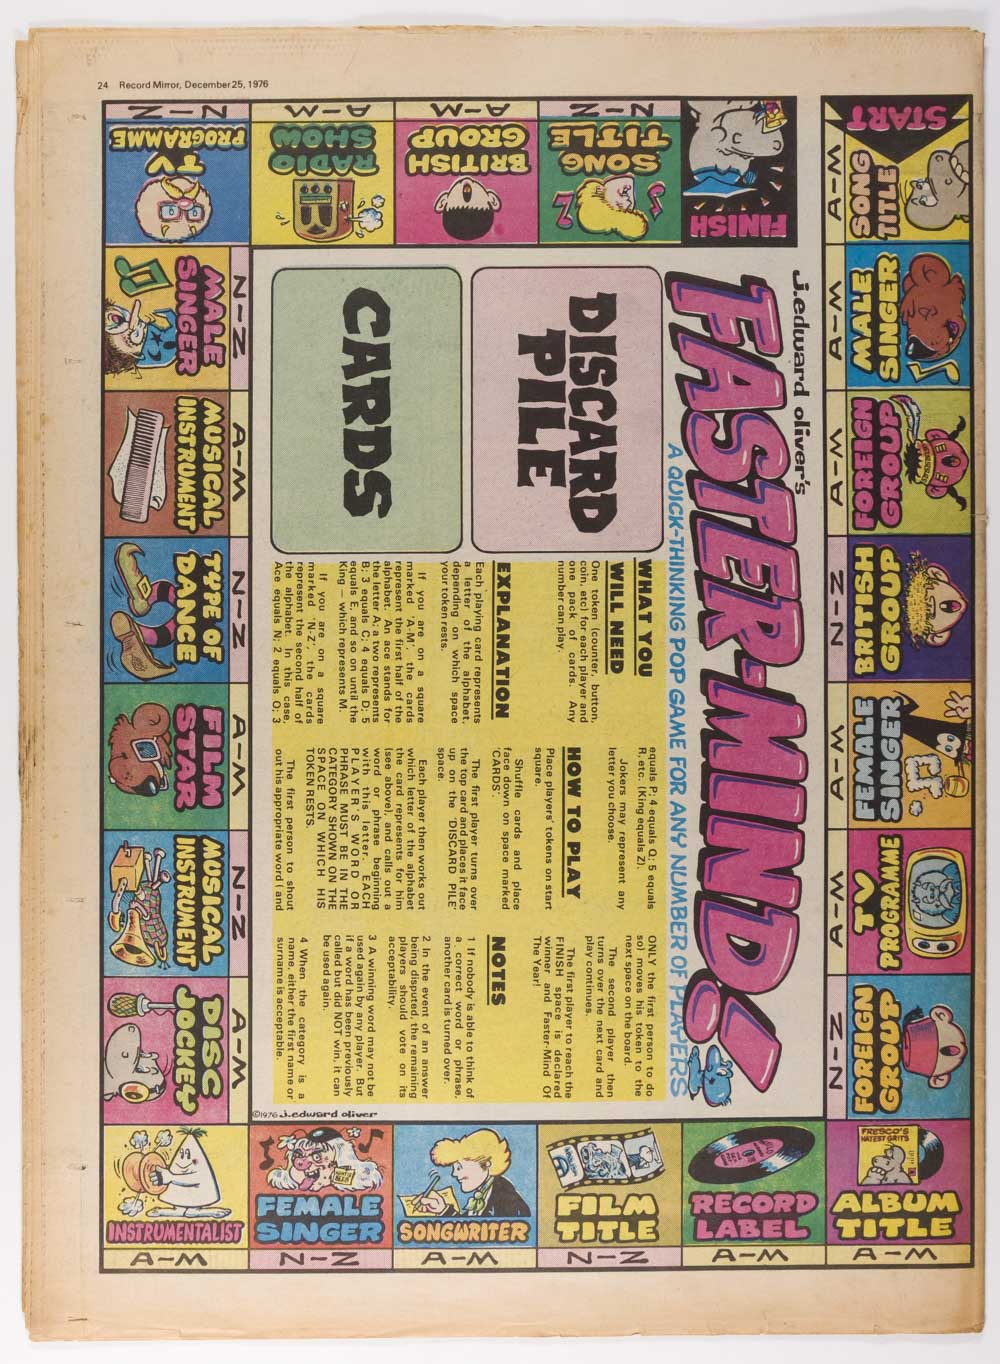 24 Record Mirror, December 25, 1976
j.edward oliver's
FASTER-MIND!
A QUICK-THINKING POP GAME FOR ANY NUMBER OF PLAYERS
START
SONG TITLE
A–M
MALE SINGER
A–M
FOREIGN GROUP
A–M
BRITISH GROUP
N–Z
FEMALE SINGER
A–M
TV PROGRAMME
A–M
FOREIGN GROUP
N–Z
ALBUM TITLE
A–M
FRESCO'S
HATEST GRITS
RECORD LABEL
A–M
FILM TITLE
N–Z
SONGWRITER
A–M
FEMALE SINGER
N–Z
INSTRUMENTALIST
A–M
DISC JOCKEY
A–M
MUSICAL INSTRUMENT
N–Z
FILM STAR
A–M
TYPE OF DANCE
N–Z
MUSICAL INSTRUMENT
A–M
MALE SINGER
N–Z
TV PROGRAMME
N–Z
RADIO SHOW
A–M
BRITISH GROUP
A–M
SONG TITLE
N–Z
FINISH
DISCARD
PILE
CARDS
WHAT YOU
WILL NEED
One token (counter, button,
coin, etc) for each player and
one pack of cards. Any
number can play.
EXPLANATION
Each playing card represents
a letter of the alphabet,
depending on which space
your token rests.
If you are on a square
marked 'A-M', the cards
represent the first half of the
alphabet. An ace stands for
the letter A; a two represents
B; 3 equals C; 4 equals D; 5
equals E, and so on until the
King — which represents M.
If you are on a square
marked 'N-Z', the cards
represent the second half of
the alphabet. In this case,
Ace equals N; 2 equals O; 3
equals P; 4 equals Q; 5 equals
R, etc. (King equals Z).
Jokers may represent any
letter you choose.
HOW TO PLAY
Place players' tokens on start
square.
Shuffle cards and place
face down on space marked
'CARDS'.
The first player turns over
the top card and places it face
up on the 'DISCARD PILE'
space.
Each player then works out
which letter of the alphabet
the card represents for him
(see above), and calls out a
word or phrase beginning
with this letter. EACH
PLAYER'S WORD OR
PHRASE MUST BE IN THE
CATEGORY SHOWN ON THE
SPACE ON WHICH HIS
TOKEN RESTS.
The first person to shout
out his appropriate word (and
ONLY the first person to do
so) moves his token to the
next space on the board.
The second player then
turns over the next card and
play continues.
The first player to reach the
FINISH space is declared
winner and Faster-Mind Of
The Year!
NOTES
1 If nobody is able to think of
a correct word or phrase,
another card is turned over.
2 In the event of an answer
being disputed, the remaining
players should vote on its
acceptability.
3 A winning word may not be
used again by any player. But
if a word has been previously
called but did NOT win, it can
be used again.
4 When the category is a
name, either the first name or
surname is acceptable.
©1976 j.edward oliver